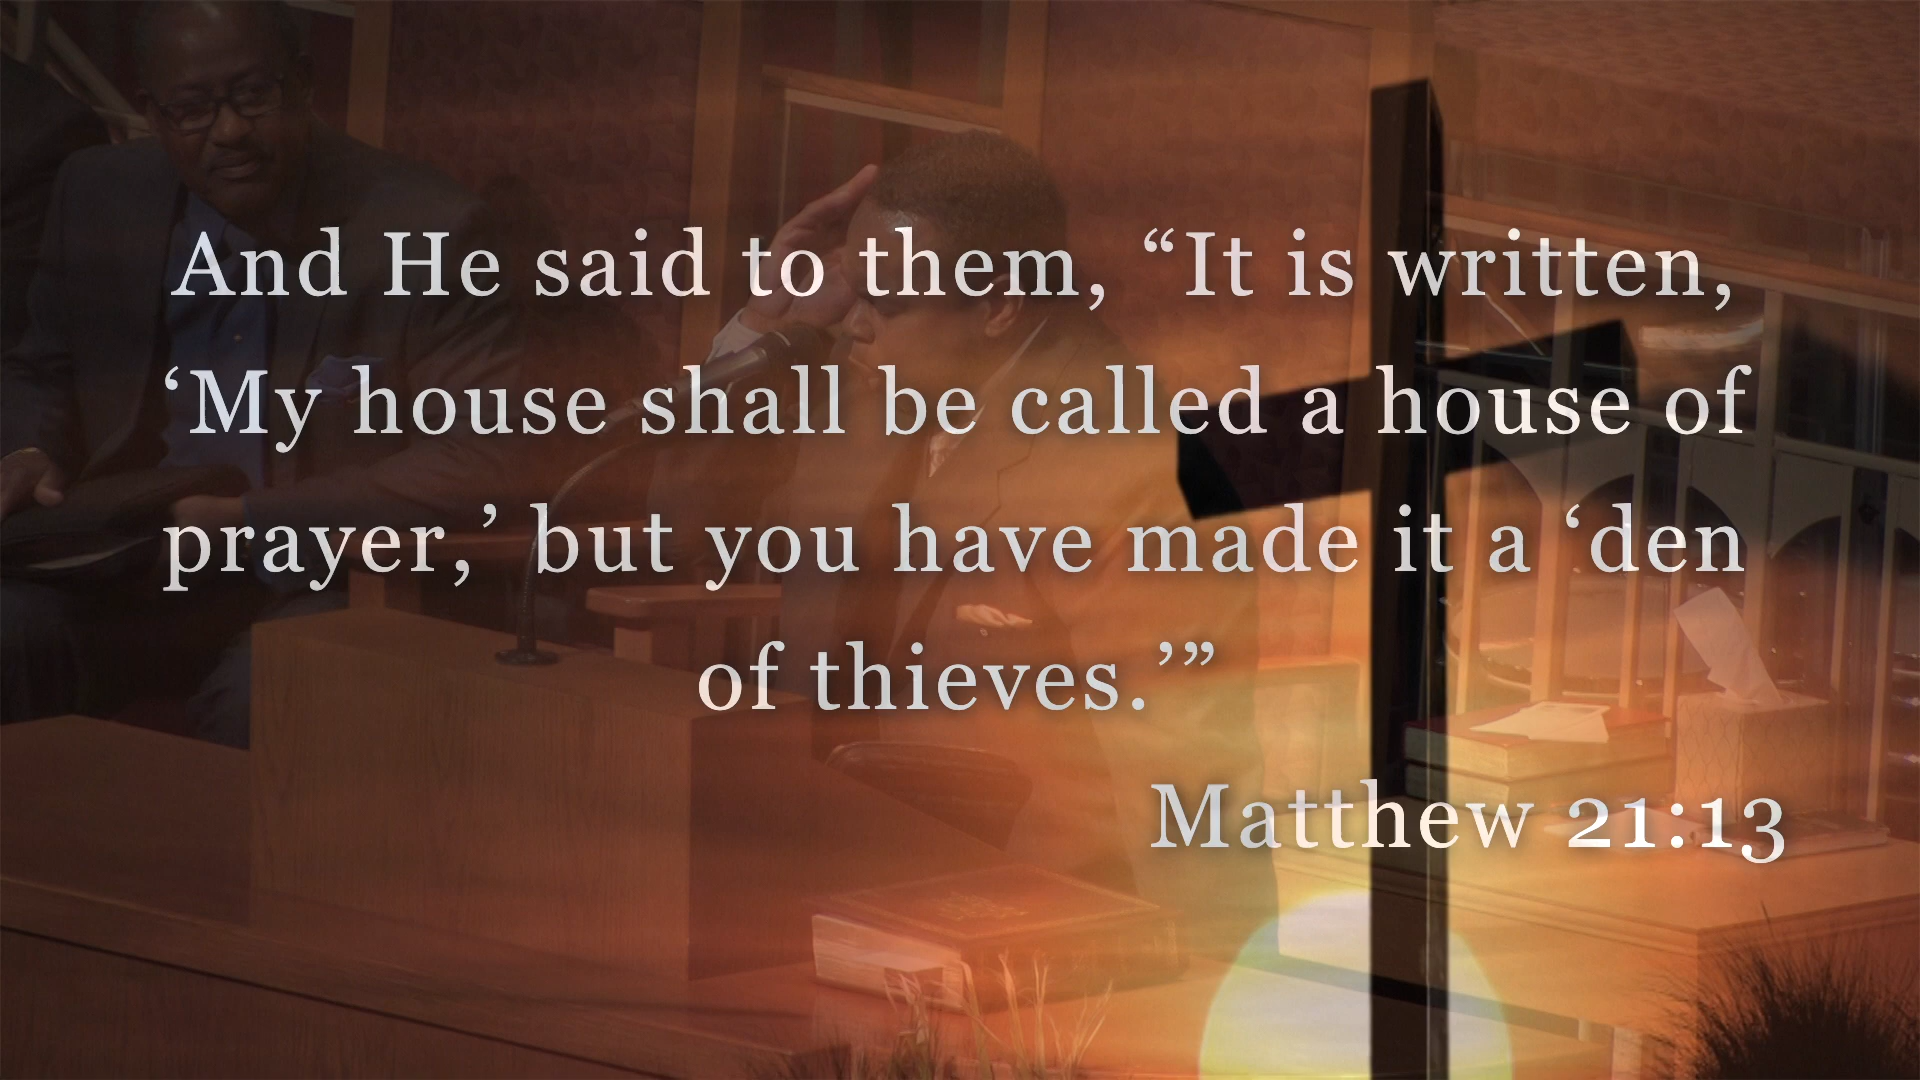 And He said to them, “It is written,
‘My house shall be called a house of
prayer,’ but you have made it a ‘den
of thieves.’”
Matthew 21:13